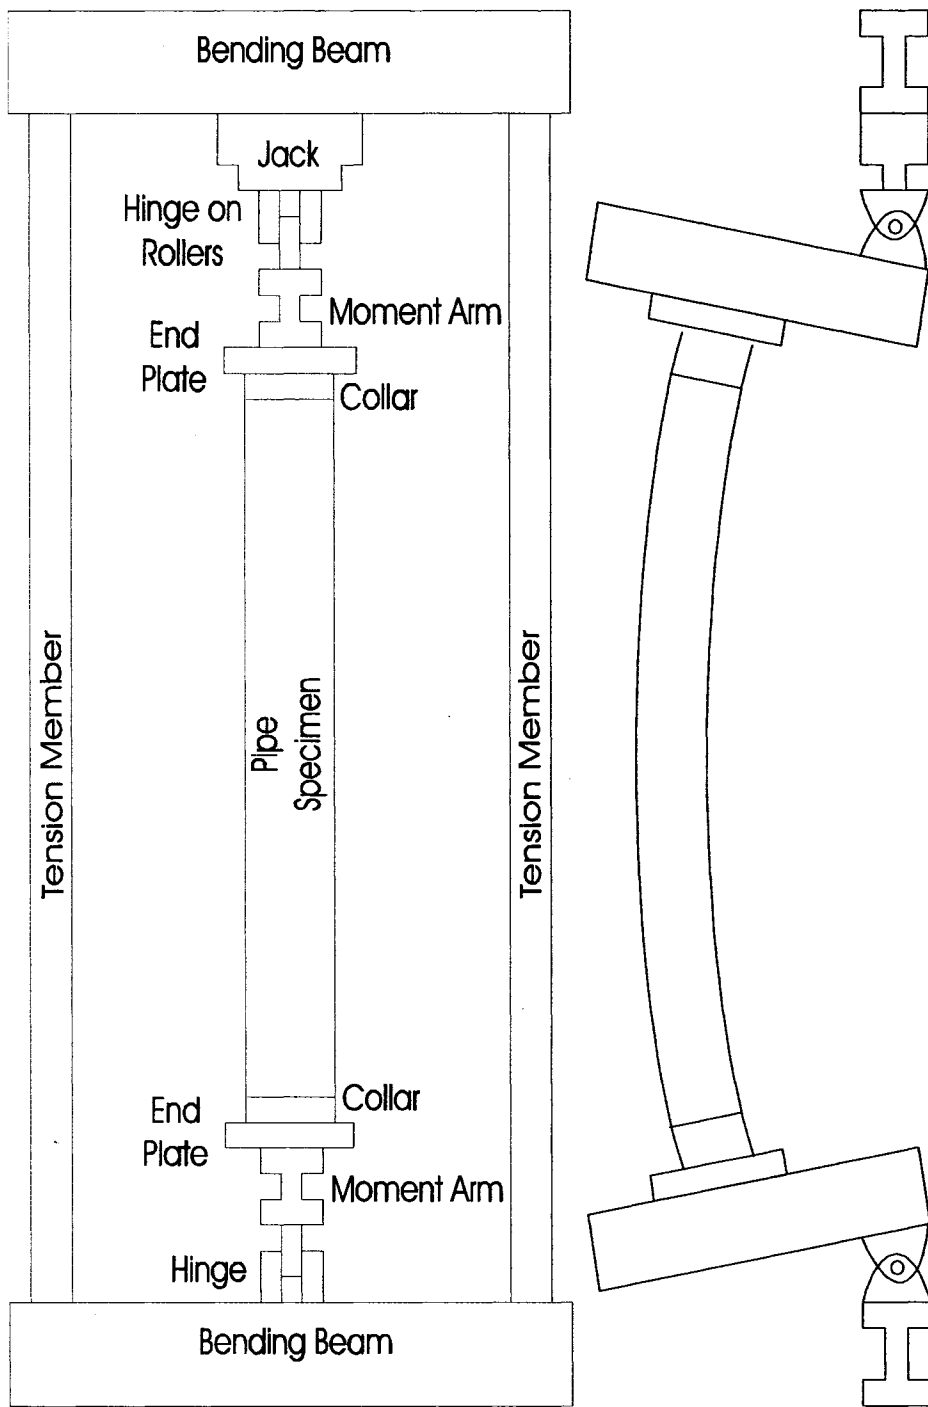 Bending Beam
Jack
Hinge on
Rollers
Moment Arm
End
Plate
Collar
Tension Member
Pipe
Specimen
Tension Member
Collar
End
Plate
Moment Arm
Hinge
Bending Beam